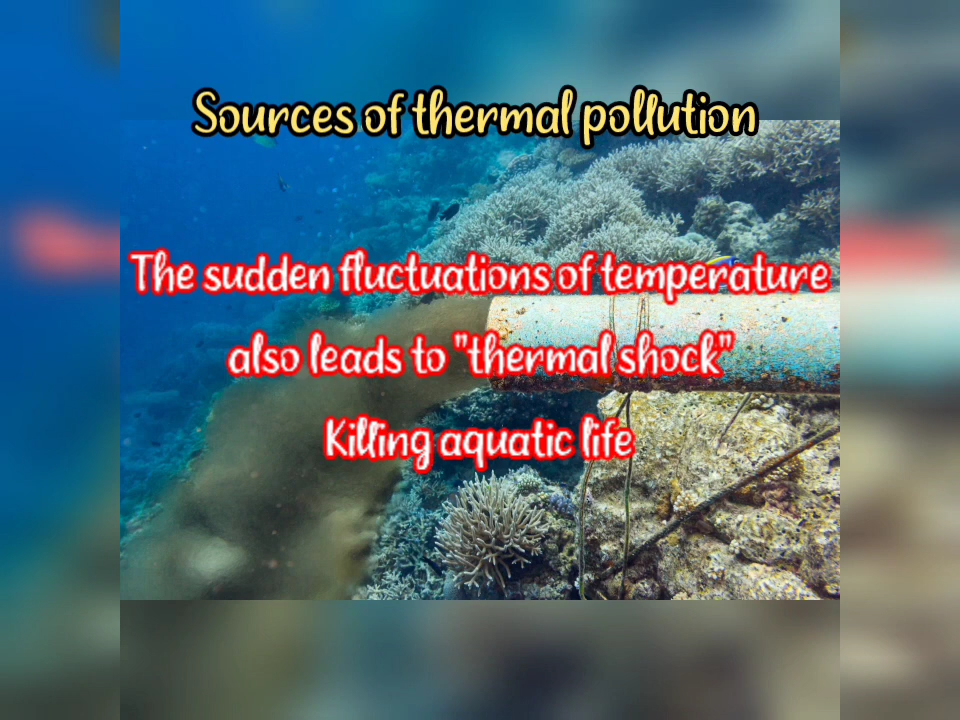 Sources of thermal pollution
The sudden fluctuations of temperature
also leads to "thermal shock"
Killing aquatic life